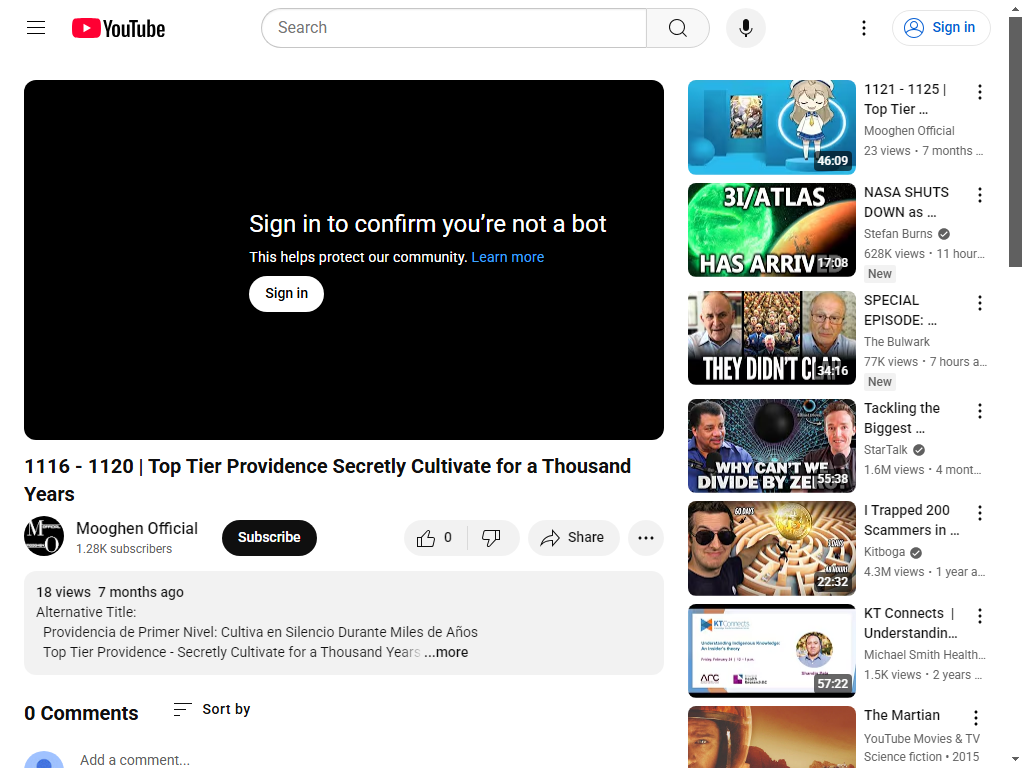 YouTube
Search
Sign in
Sign in to confirm you're not a bot
This helps protect our community. Learn more
Sign in
1116 - 1120 | Top Tier Providence Secretly Cultivate for a Thousand
Years
Mooghen Official
1.28K subscribers
Subscribe
0
Share
18 views 7 months ago
Alternative Title:
Providencia de Primer Nivel: Cultiva en Silencio Durante Miles de Años
Top Tier Providence - Secretly Cultivate for a Thousand Years ...more
0 Comments
Sort by
Add a comment...
46:09
1121 - 1125 |
Top Tier ...
Mooghen Official
23 views • 7 months ...
3I/ATLAS
HAS ARRIVED
17:08
NASA SHUTS
DOWN as ...
Stefan Burns
628K views • 11 hour...
New
THEY DIDN'T CLAP
34:16
SPECIAL
EPISODE: ...
The Bulwark
77K views • 7 hours a...
New
WHY CAN'T WE
DIVIDE BY ZERO?
55:38
Tackling the
Biggest ...
StarTalk
1.6M views • 4 mont...
60 DAYS
22:32
I Trapped 200
Scammers in ...
Kitboga
4.3M views • 1 year a...
KTConnects
Understanding Indigenous Knowledge:
An Insider's theory
57:22
KT Connects |
Understandin...
Michael Smith Health...
1.5K views • 2 years ...
The Martian
YouTube Movies & TV
Science fiction • 2015